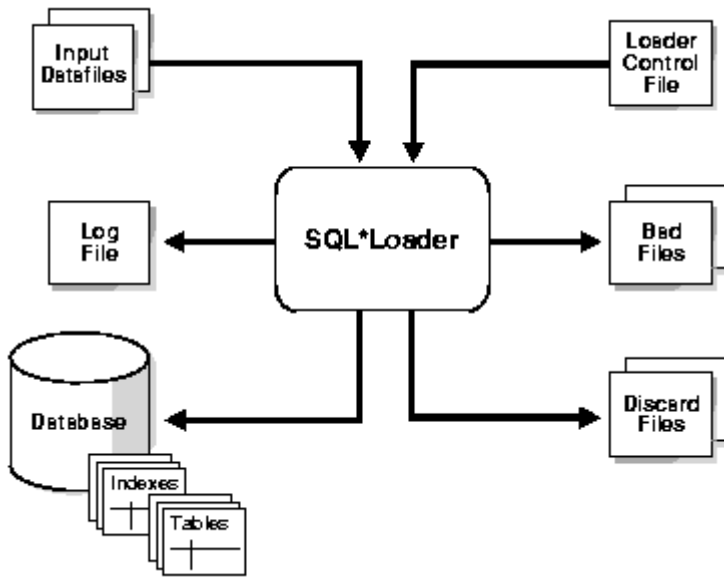 Input
Datafiles
Loader
Control
File
Log
File
SQL*Loader
Bad
Files
Database
Discard
Files
Indexes
Tables